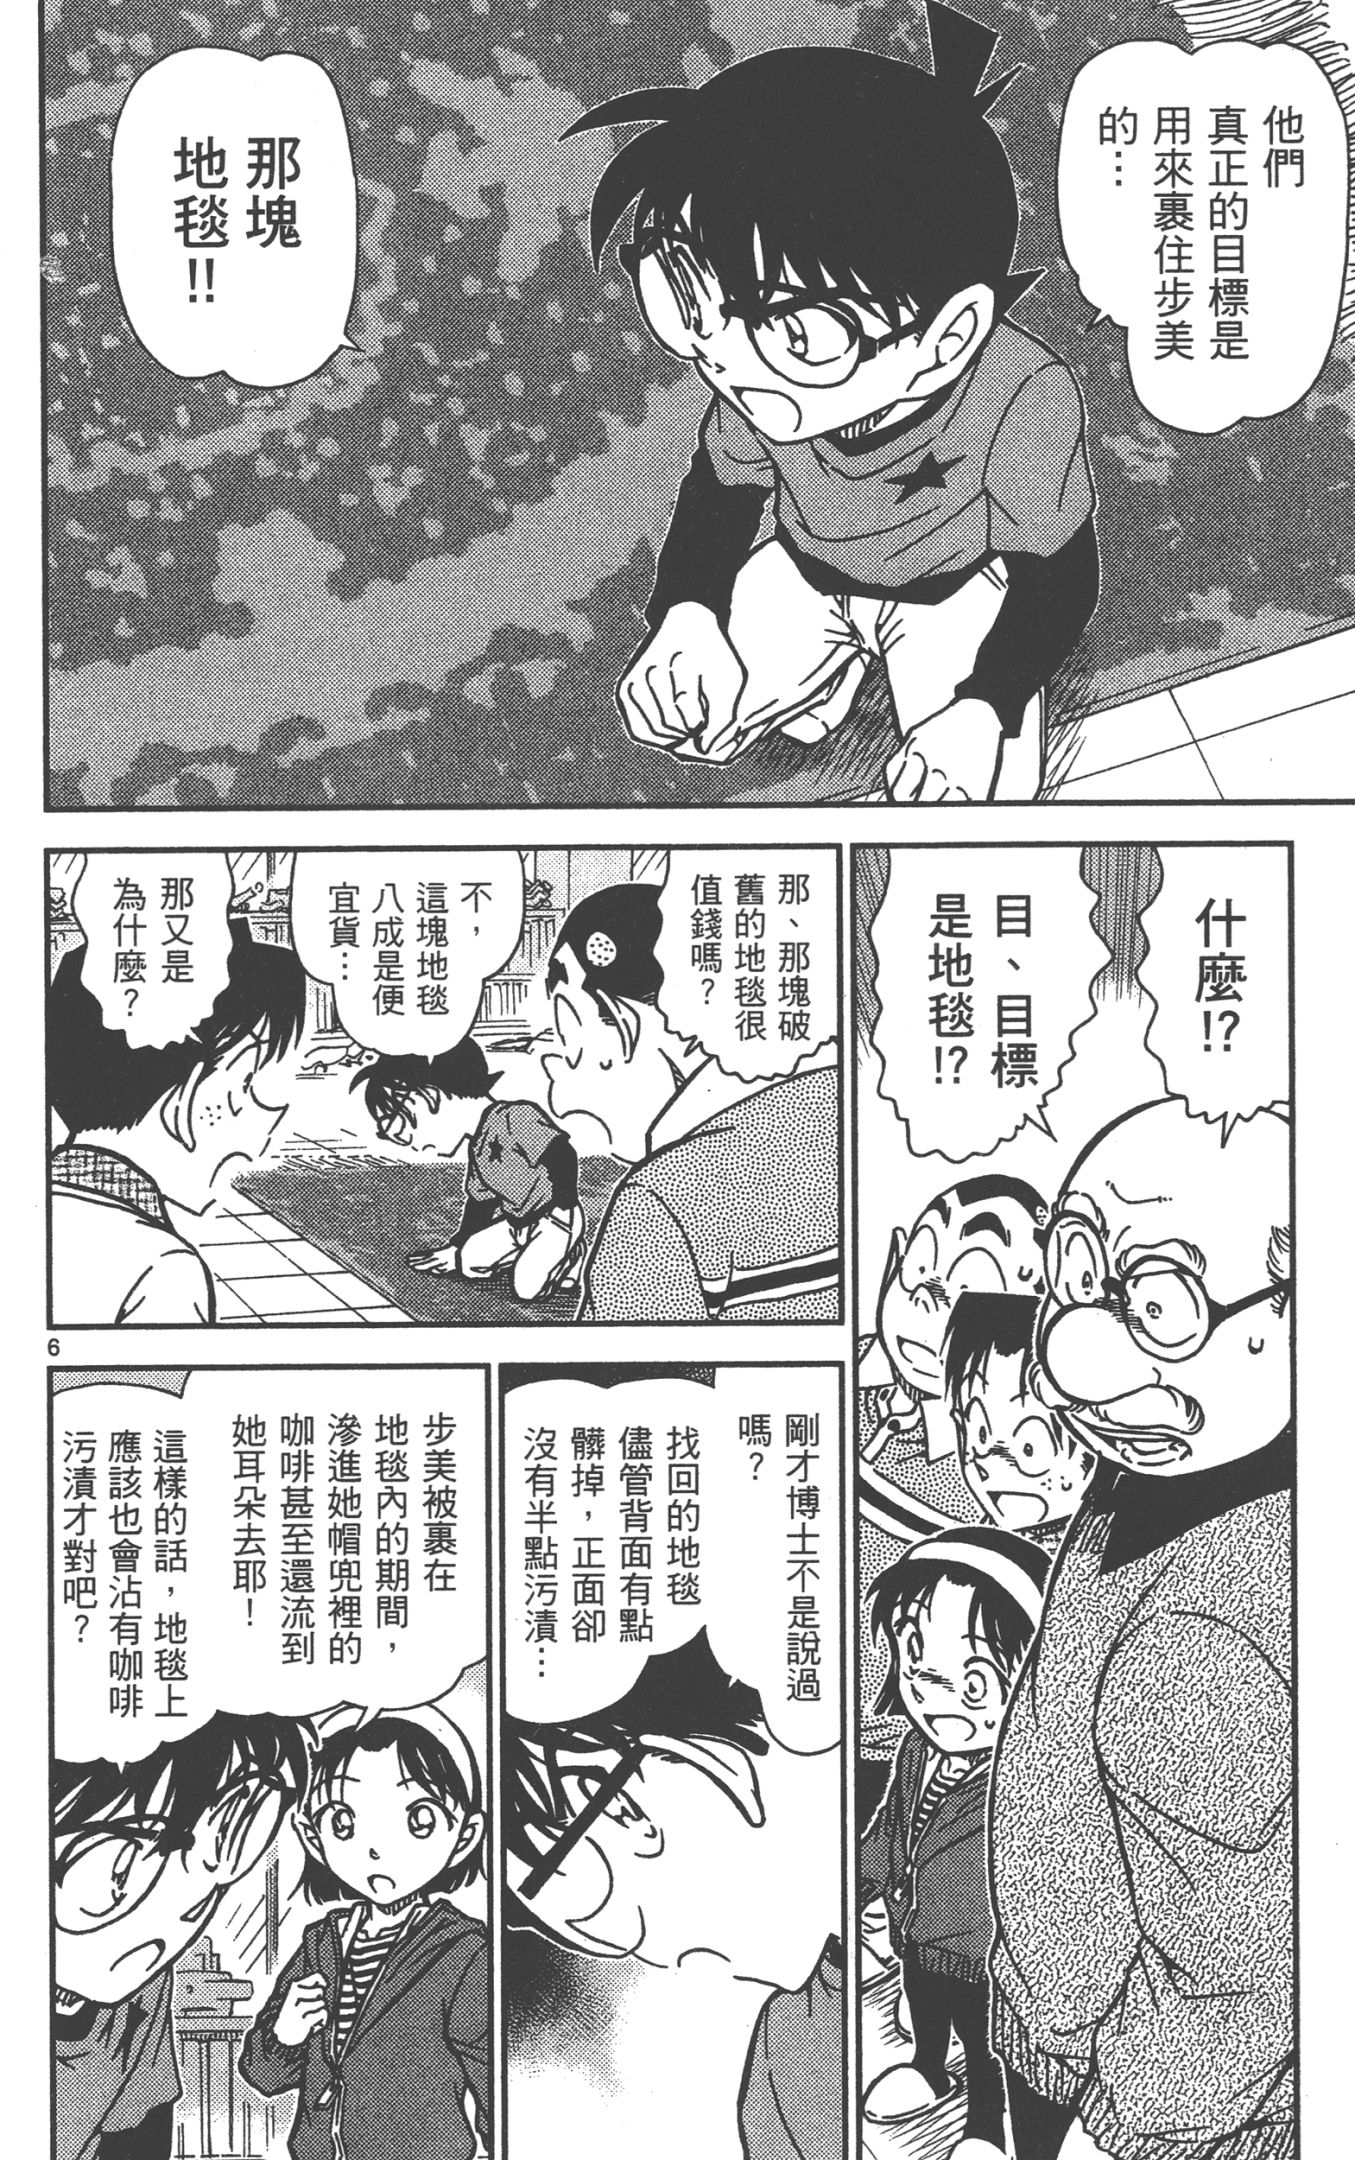 他們
真正的目標是
用來裹住步美
的…
那塊
地毯!!
什麼!?
目、目標
是地毯!?
那、那塊破
舊的地毯很
值錢嗎？
不，
這塊地毯
八成是便
宜貨…
那又是
為什麼？
剛才博士不是說過
嗎？
找回的地毯
儘管背面有點
髒掉，正面卻
沒有半點污漬…
步美被裹在
地毯內的期間，
滲進她帽兜裡的
咖啡甚至還流到
她耳朵去耶！
這樣的話，地毯上
應該也會沾有咖啡
污漬才對吧？
6